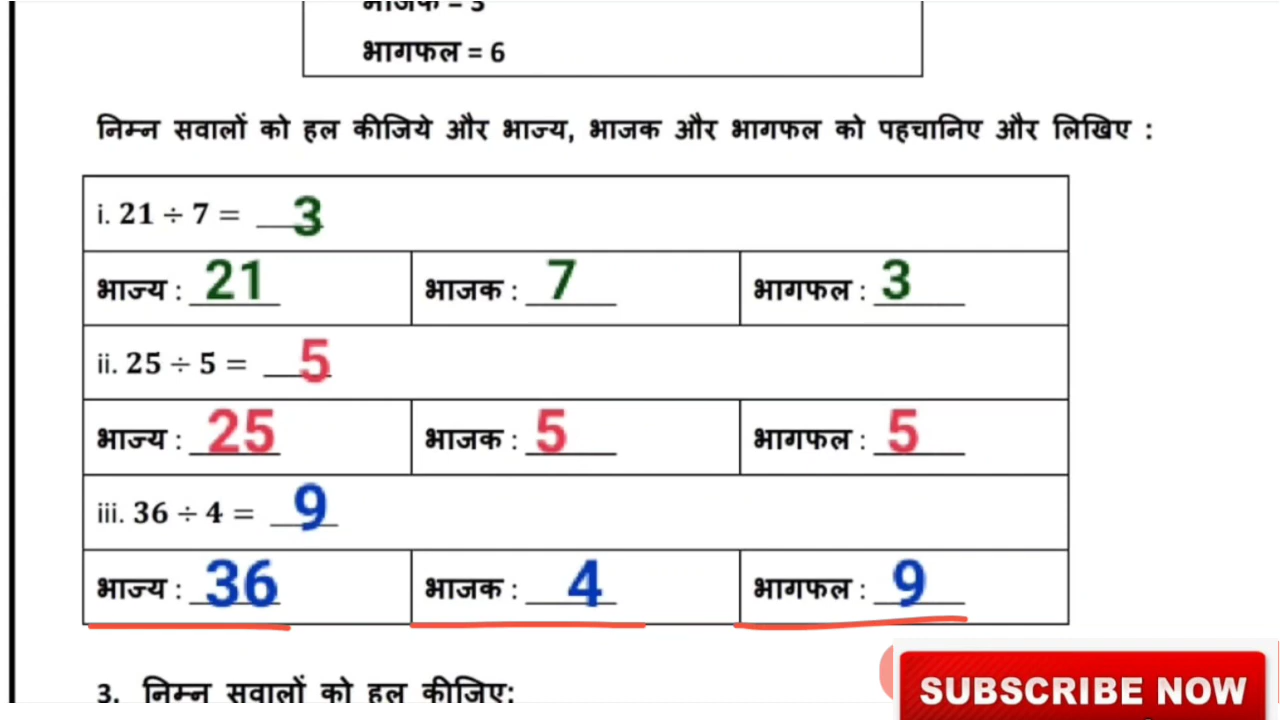 भाजक = 5
भागफल = 6
निम्न सवालों को हल कीजिये और भाज्य, भाजक और भागफल को पहचानिए और लिखिए :
i. 21 ÷ 7 = 3
भाज्य : 21 भाजक : 7 भागफल : 3
ii. 25 ÷ 5 = 5
भाज्य : 25 भाजक : 5 भागफल : 5
iii. 36 ÷ 4 = 9
भाज्य : 36 भाजक : 4 भागफल : 9
3. निम्न सवालों को हल कीजिए:
SUBSCRIBE NOW